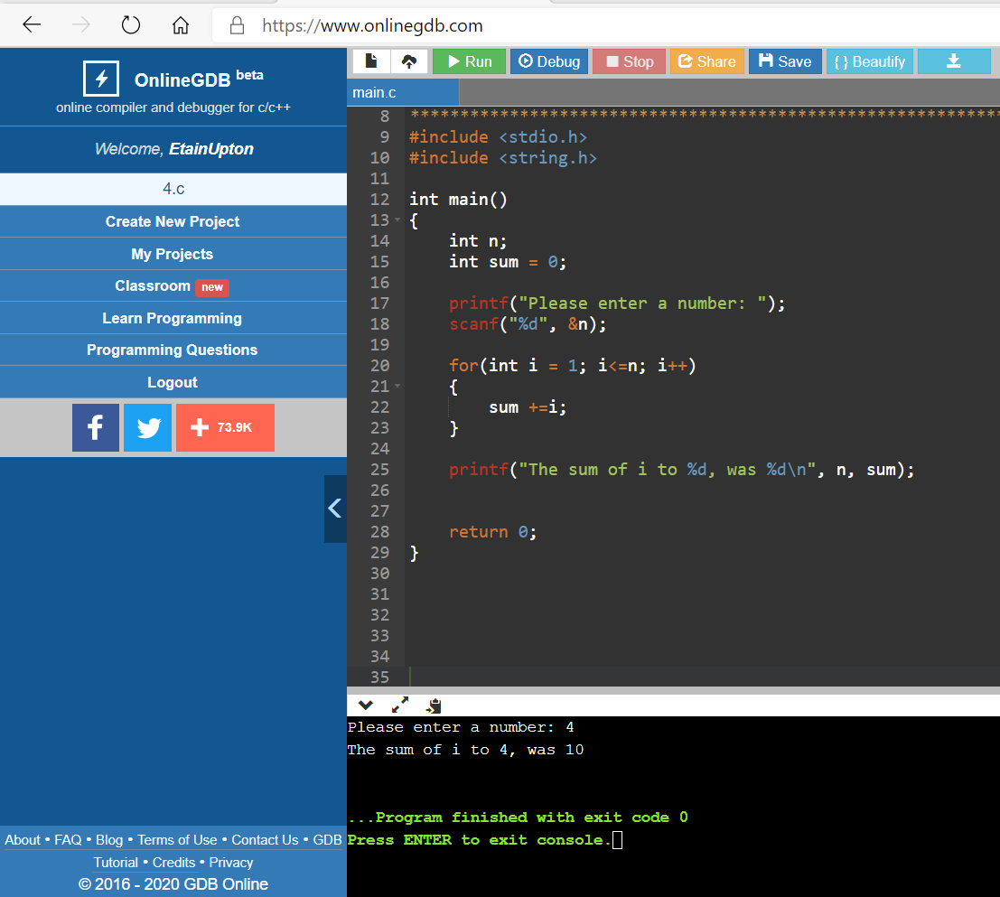 https://www.onlinegdb.com
OnlineGDB beta
online compiler and debugger for c/c++
Welcome, EtainUpton
4.c
Create New Project
My Projects
Classroom new
Learn Programming
Programming Questions
Logout
73.9K
About • FAQ • Blog • Terms of Use • Contact Us • GDB
Tutorial • Credits • Privacy
© 2016 - 2020 GDB Online
Run Debug Stop Share Save { } Beautify
main.c
8 ************************************************************
9 #include <stdio.h>
10 #include <string.h>
11
12 int main()
13 {
14     int n;
15     int sum = 0;
16
17     printf("Please enter a number: ");
18     scanf("%d", &n);
19
20     for(int i = 1; i<=n; i++)
21     {
22         sum +=i;
23     }
24
25     printf("The sum of i to %d, was %d\n", n, sum);
26
27
28     return 0;
29 }
30
31
32
33
34
35
Please enter a number: 4
The sum of i to 4, was 10
...Program finished with exit code 0
Press ENTER to exit console.